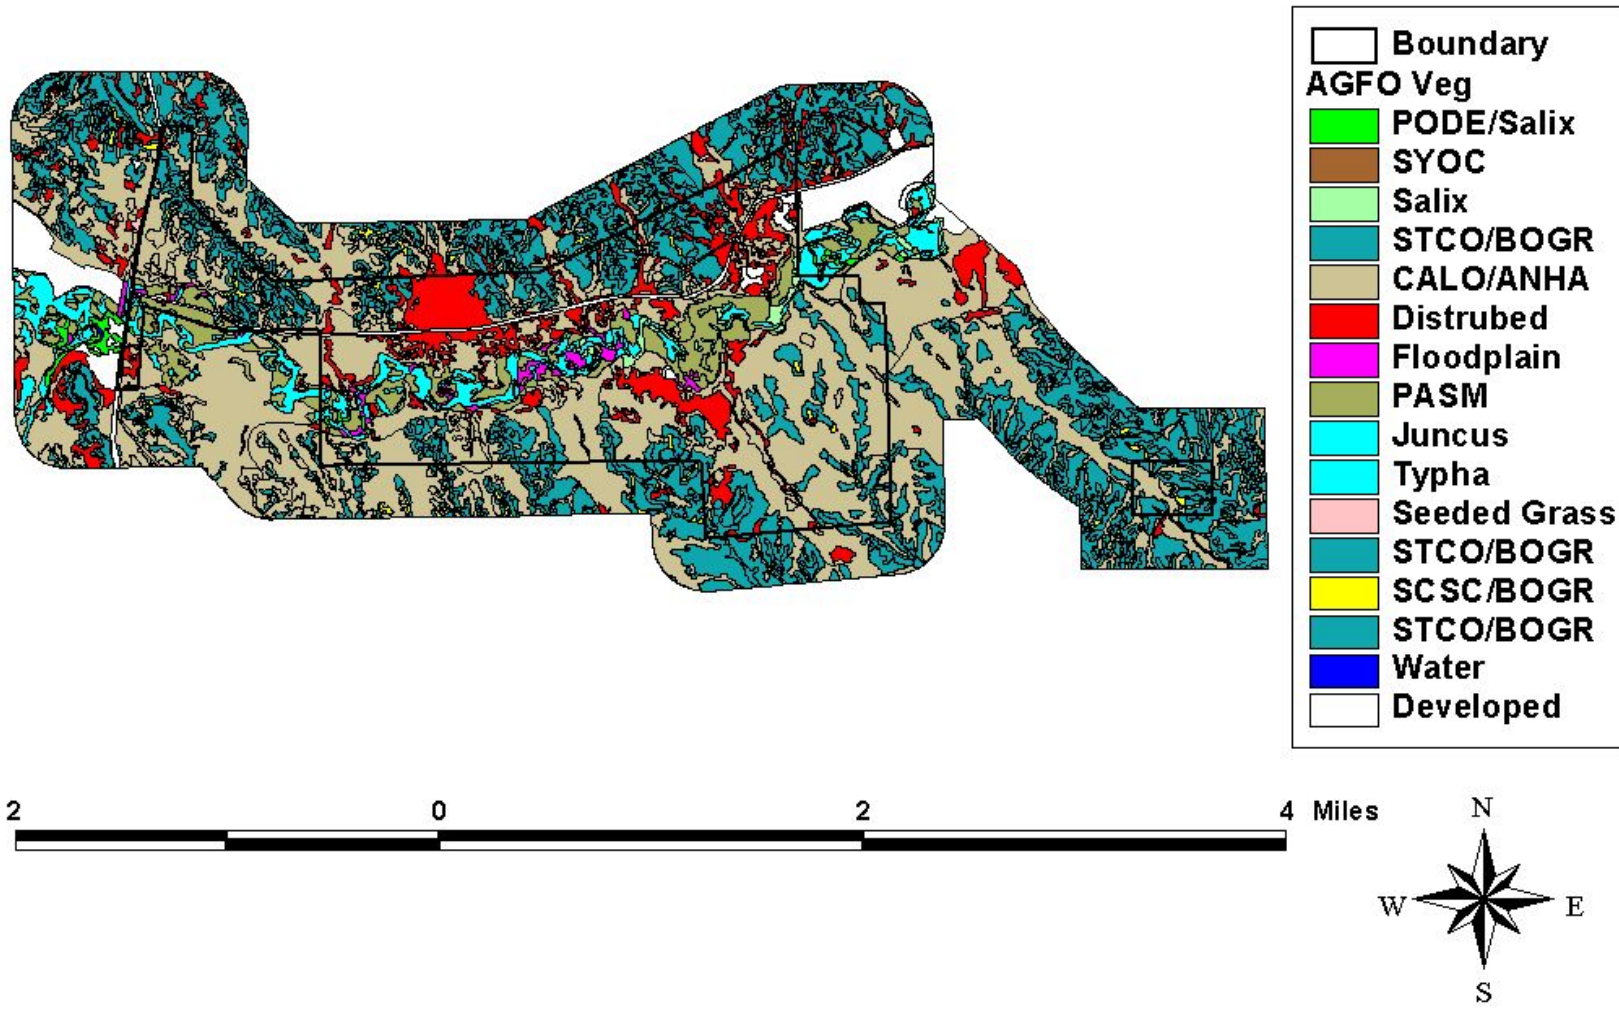 Boundary
AGFO Veg
PODE/Salix
SYOC
Salix
STCO/BOGR
CALO/ANHA
Distrubed
Floodplain
PASM
Juncus
Typha
Seeded Grass
STCO/BOGR
SCSC/BOGR
STCO/BOGR
Water
Developed
2 0 2 4 Miles
N
W E
S